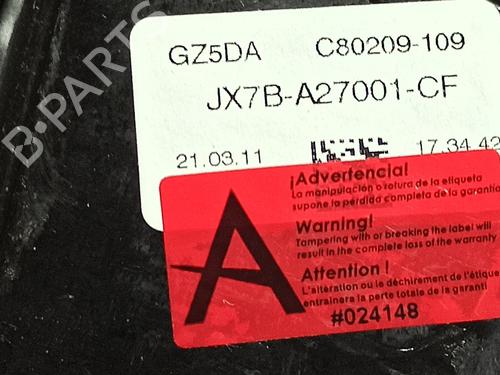 GZ5DA C80209-109
JX7B-A27001-CF
21.03.11 17.34.42
B-PARTS
¡Advertencia!
La manipulación o rotura de la etiqueta
supone la pérdida completa de la garantía
Warning!
Tampering with or breaking the label will
result in the complete loss of the warranty
Attention !
L'altération ou le déchirement de l'étique
entraînera la perte totale de la garanti
#024148
A